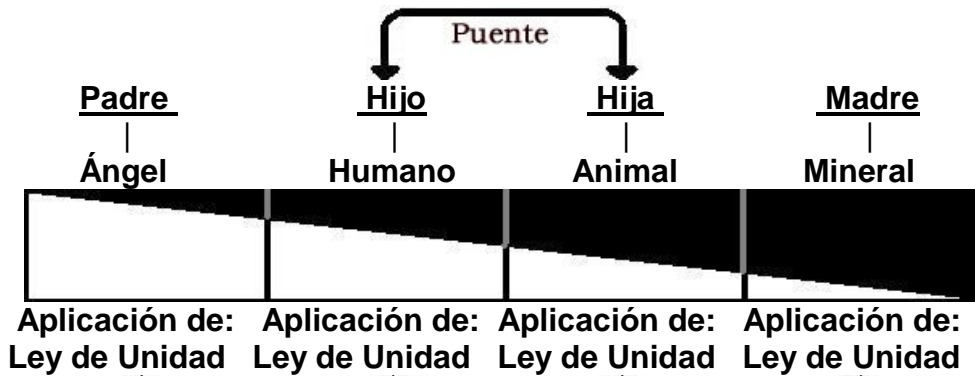 Puente
Padre Hijo Hija Madre
| | | |
Ángel Humano Animal Mineral
Aplicación de: Aplicación de: Aplicación de: Aplicación de:
Ley de Unidad Ley de Unidad Ley de Unidad Ley de Unidad